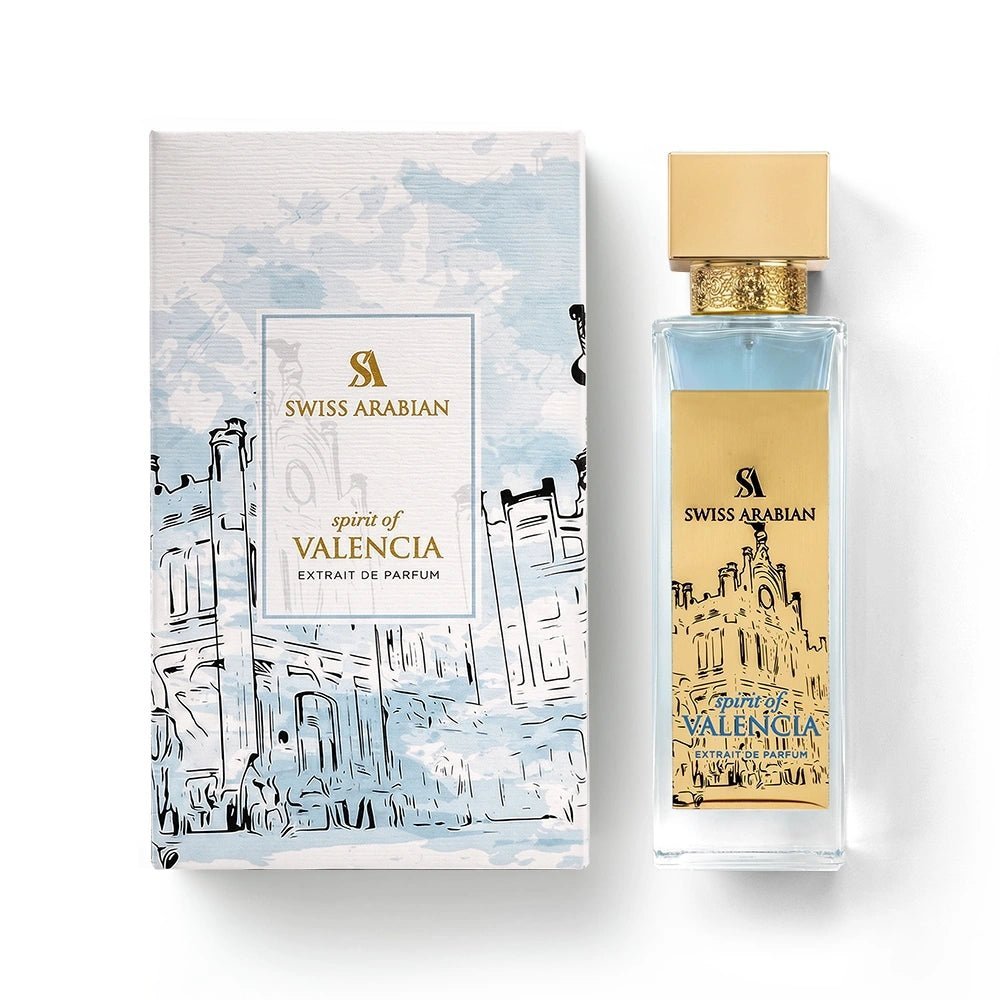 SA
SWISS ARABIAN
spirit of
VALENCIA
EXTRAIT DE PARFUM
SA
SWISS ARABIAN
spirit of
VALENCIA
EXTRAIT DE PARFUM